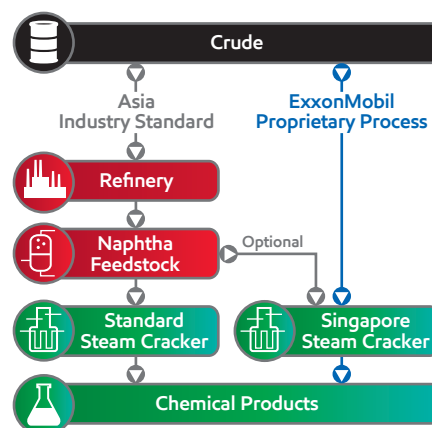 Crude
Asia
Industry Standard
ExxonMobil
Proprietary Process
Refinery
Naphtha
Feedstock
Optional
Standard
Steam Cracker
Singapore
Steam Cracker
Chemical Products